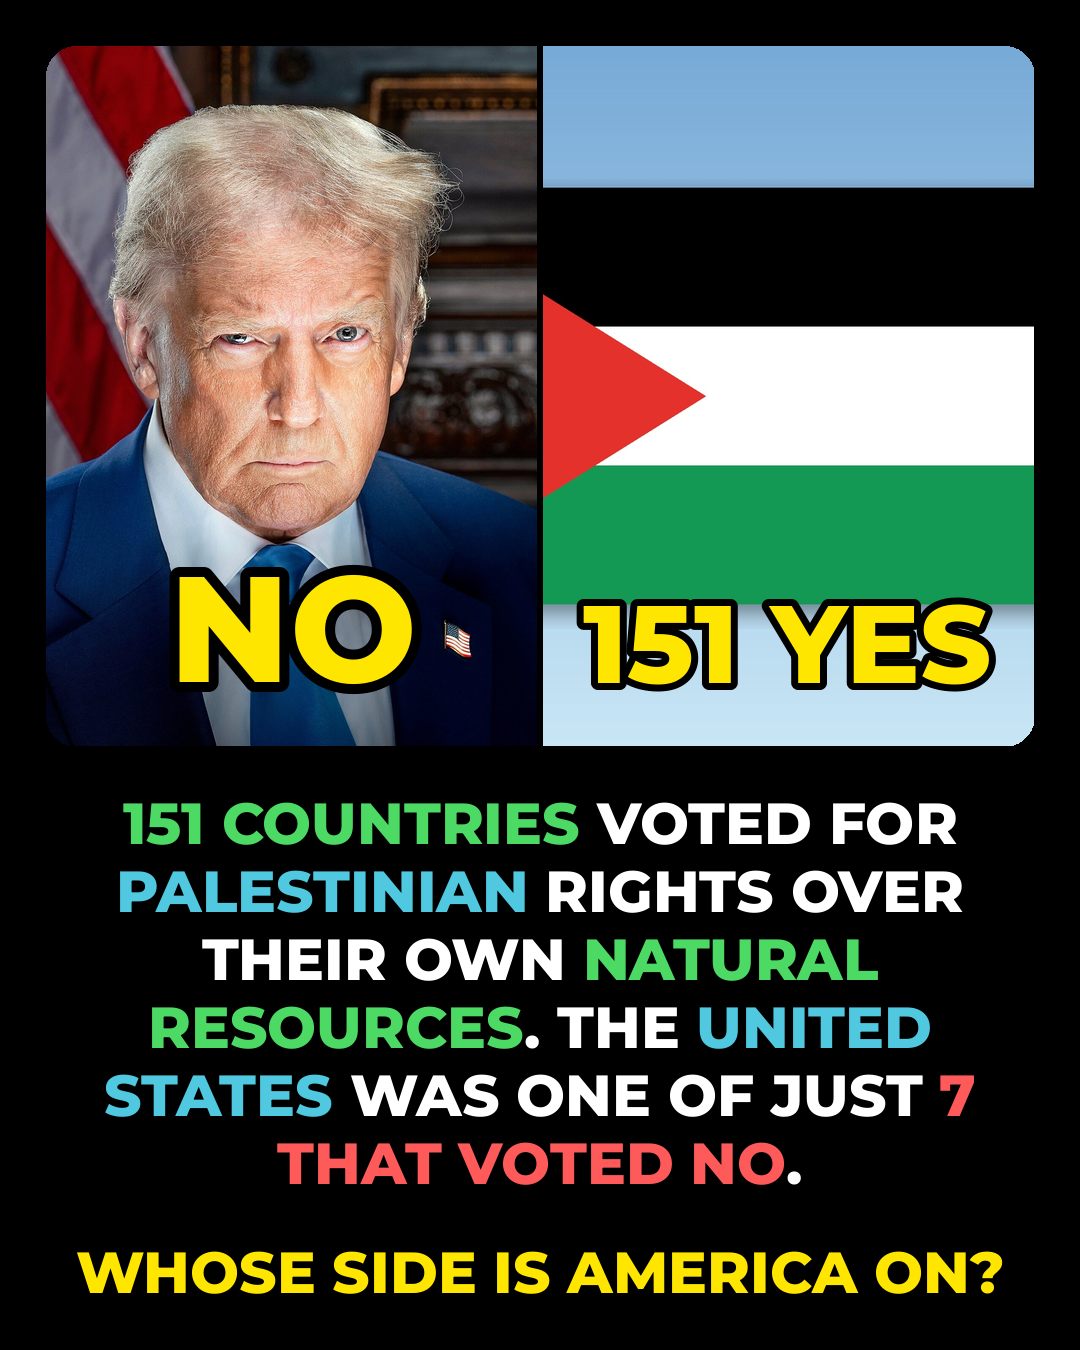 NO
151 YES
151 COUNTRIES VOTED FOR
PALESTINIAN RIGHTS OVER
THEIR OWN NATURAL
RESOURCES. THE UNITED
STATES WAS ONE OF JUST 7
THAT VOTED NO.
WHOSE SIDE IS AMERICA ON?